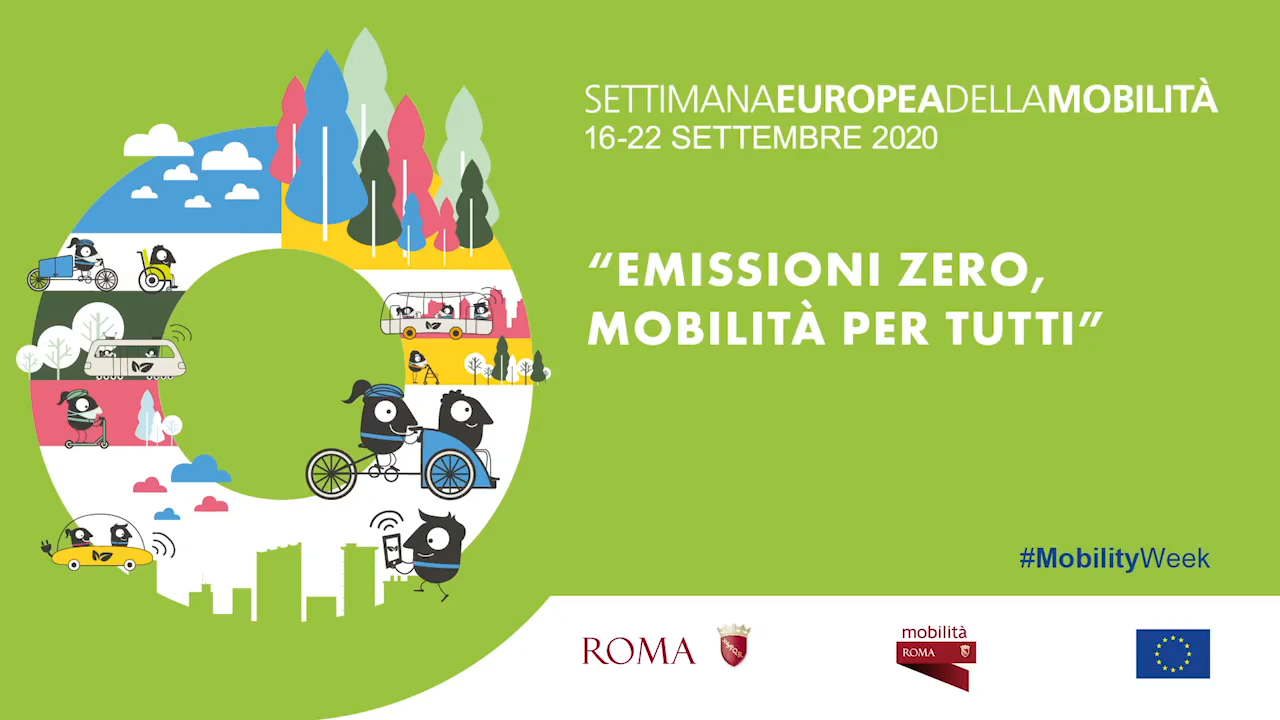 SETTIMANAEUROPEADELLAMOBILITÀ
16-22 SETTEMBRE 2020
“EMISSIONI ZERO,
MOBILITÀ PER TUTTI”
#MobilityWeek
ROMA
mobilità
ROMA